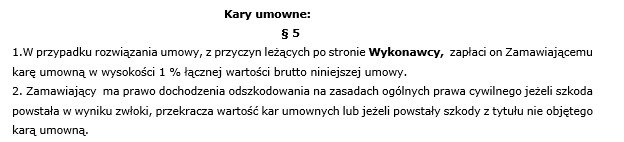 Kary umowne:
§ 5
1.W przypadku rozwiązania umowy, z przyczyn leżących po stronie Wykonawcy, zapłaci on Zamawiającemu
karę umowną w wysokości 1 % łącznej wartości brutto niniejszej umowy.
2. Zamawiający ma prawo dochodzenia odszkodowania na zasadach ogólnych prawa cywilnego jeżeli szkoda
powstała w wyniku zwłoki, przekracza wartość kar umownych lub jeżeli powstały szkody z tytułu nie objętego
karą umowną.